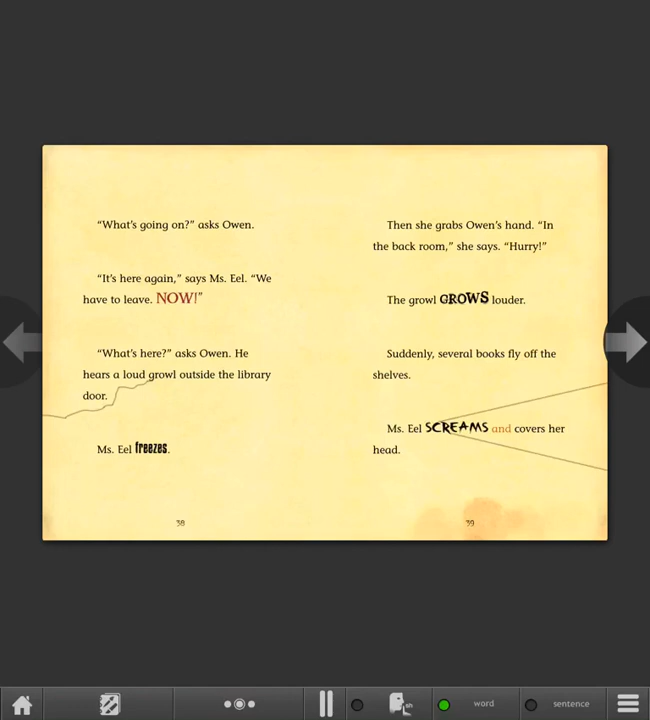 “What’s going on?” asks Owen.
“It’s here again,” says Ms. Eel. “We
have to leave. NOW!”
“What’s here?” asks Owen. He
hears a loud growl outside the library
door.
Ms. Eel freezes.
38
Then she grabs Owen’s hand. “In
the back room,” she says. “Hurry!”
The growl GROWS louder.
Suddenly, several books fly off the
shelves.
Ms. Eel SCREAMS and covers her
head.
39
sh
word
sentence